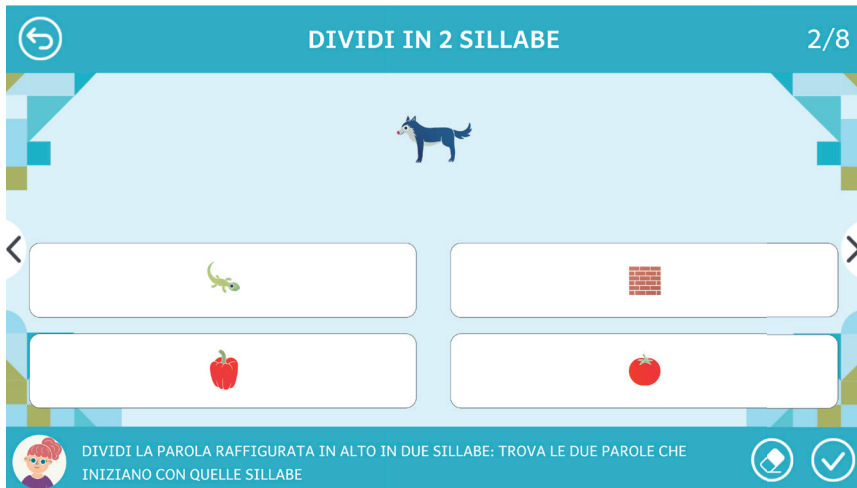 DIVIDI IN 2 SILLABE
2/8
DIVIDI LA PAROLA RAFFIGURATA IN ALTO IN DUE SILLABE: TROVA LE DUE PAROLE CHE
INIZIANO CON QUELLE SILLABE